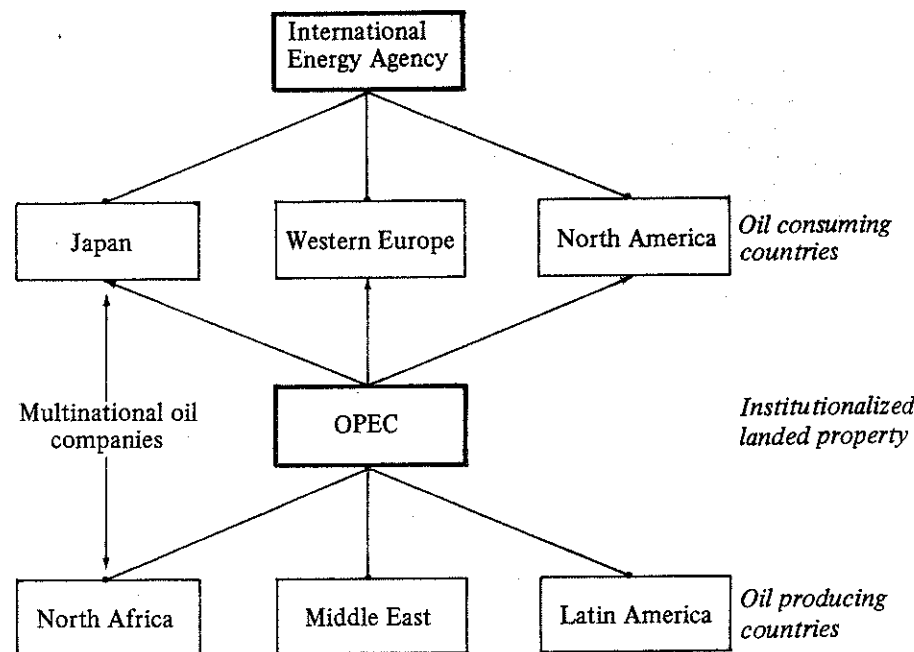 International
Energy Agency
Japan
Western Europe
North America
Oil consuming
countries
Multinational oil
companies
OPEC
Institutionalized
landed property
North Africa
Middle East
Latin America
Oil producing
countries